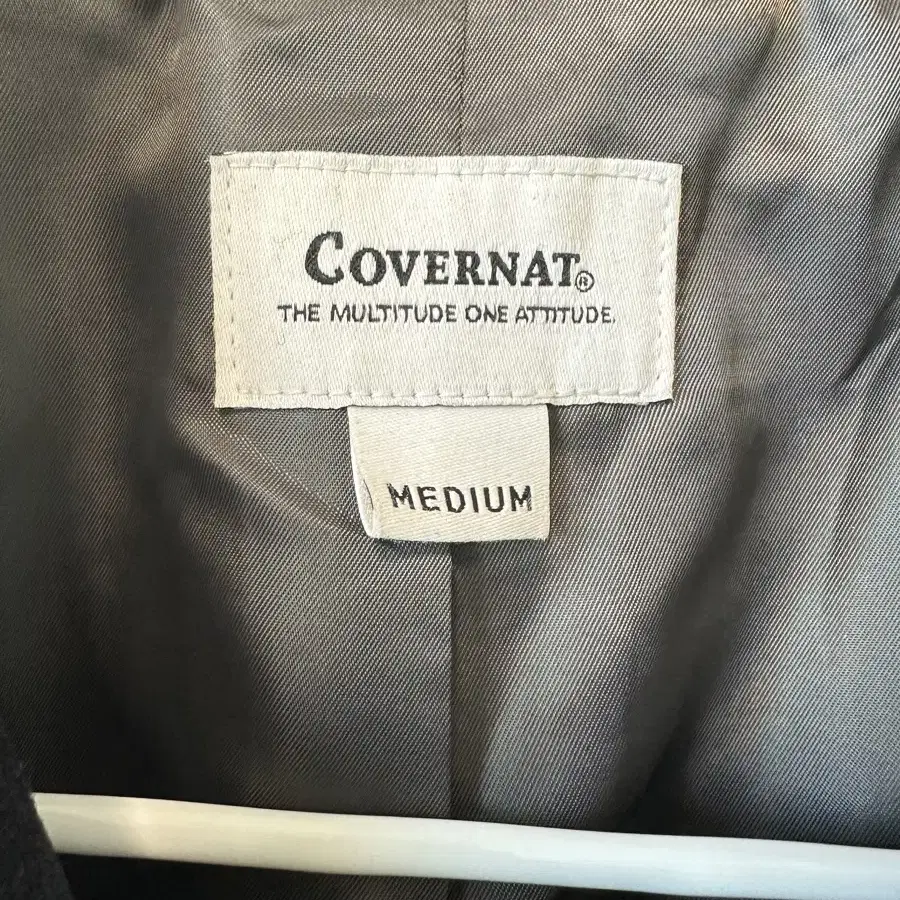 COVERNAT®
THE MULTITUDE ONE ATTITUDE.
MEDIUM